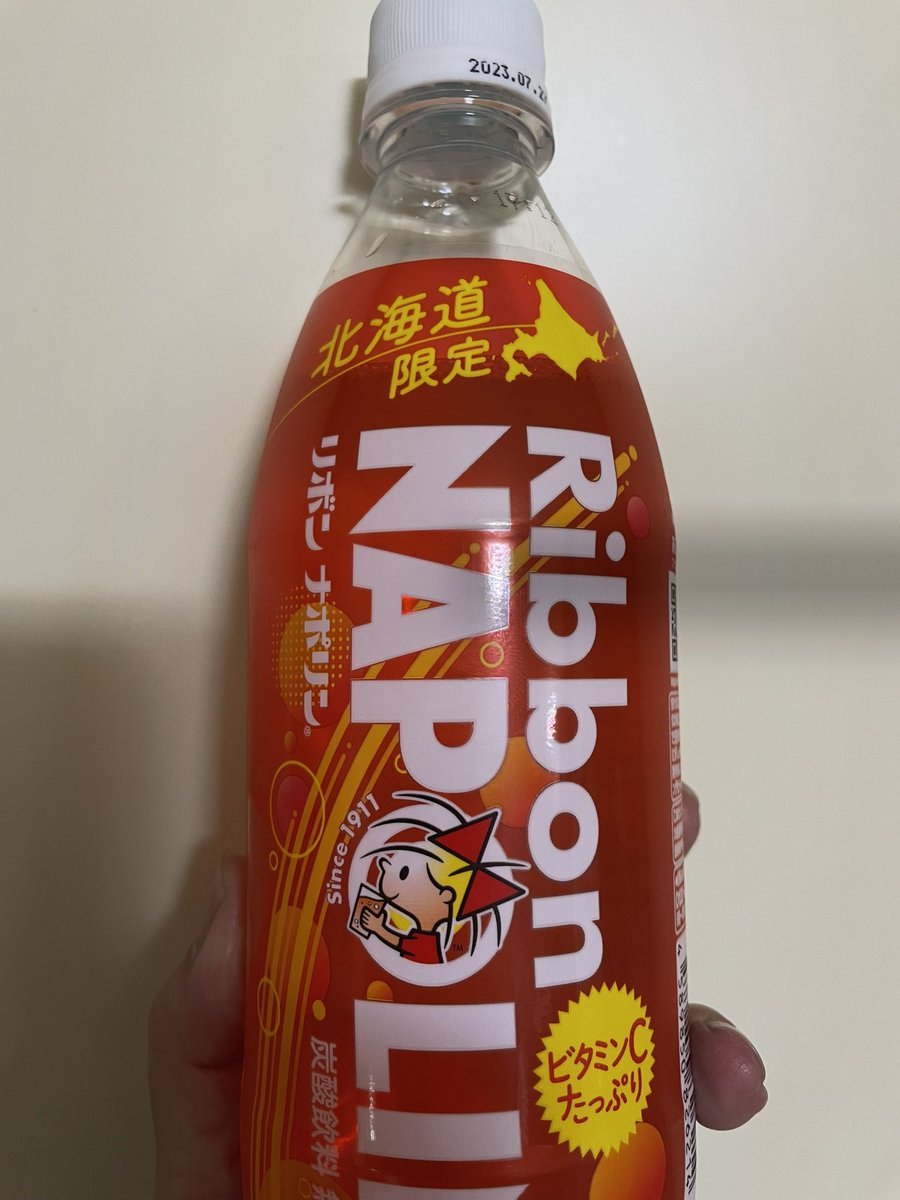 2023.07.2
北海道
限定
Ribbon
NAPOLI
リボン ナポリン®
Since 1911
TM
ビタミンC
たっぷり
炭酸飲料